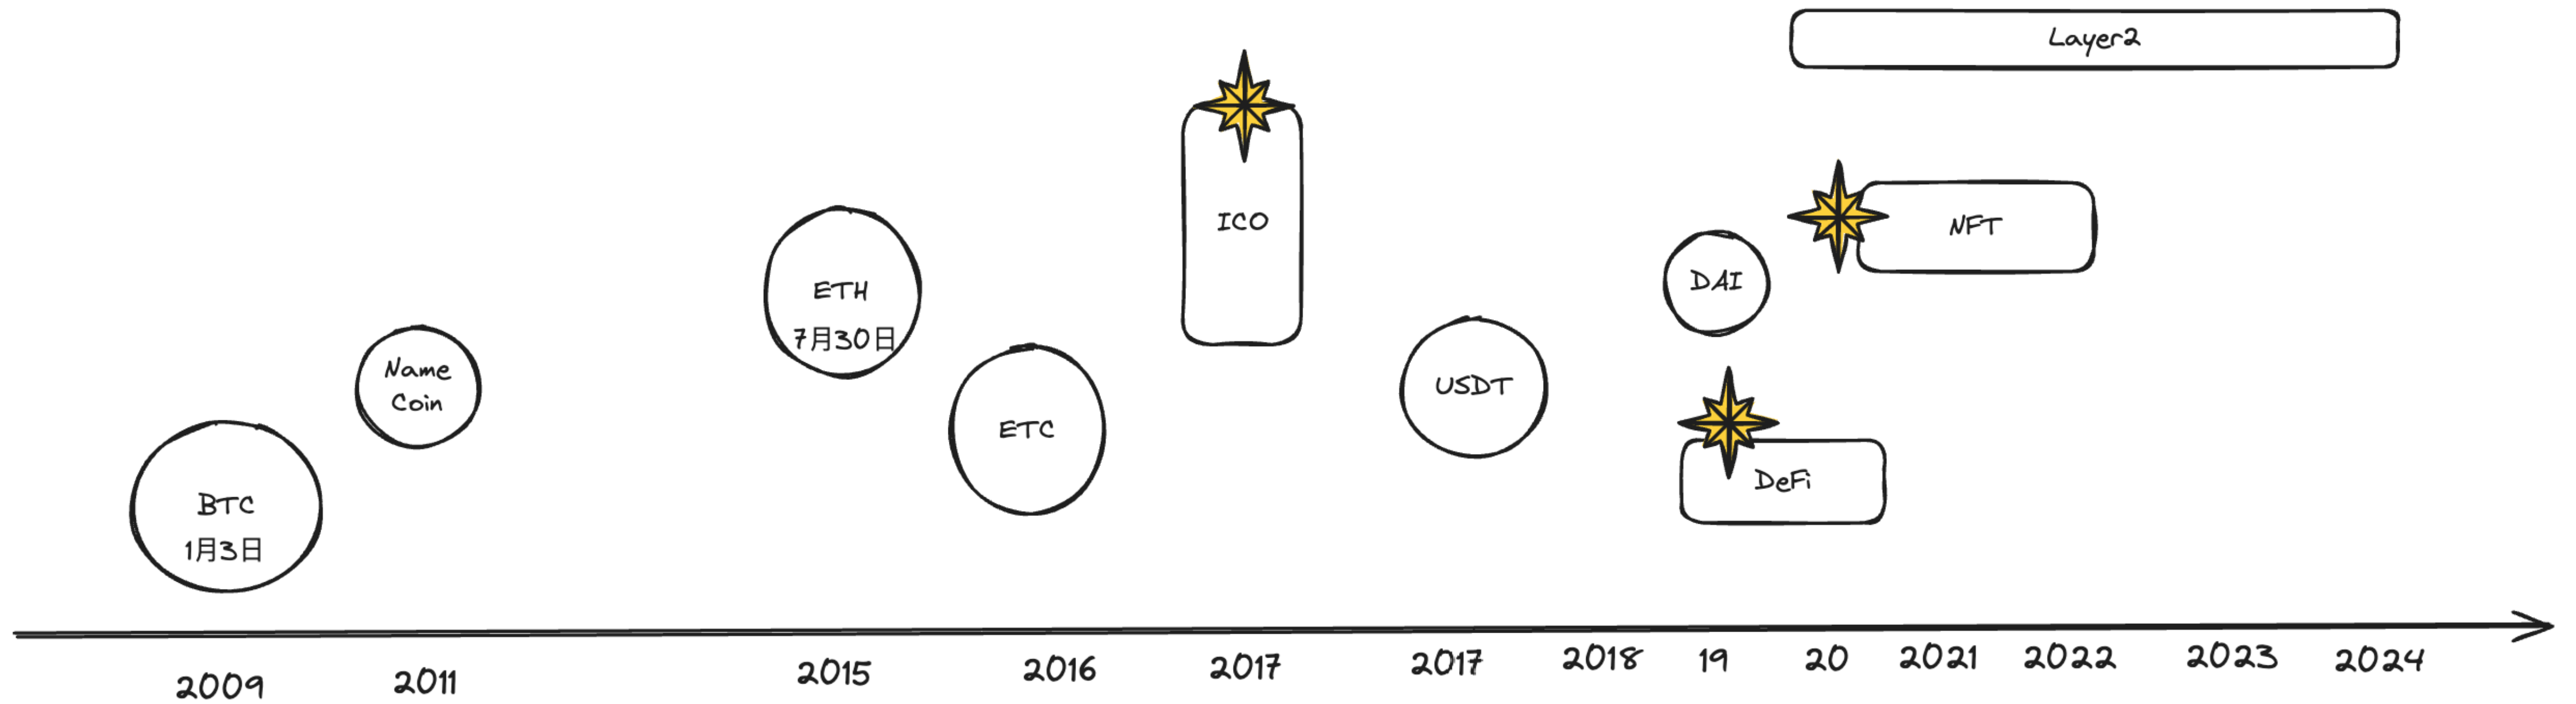 Layer2
ICO
NFT
ETH
7月30日
DAI
Name
Coin
ETC
USDT
BTC
1月3日
DeFi
2009
2011
2015
2016
2017
2017
2018
19
20
2021
2022
2023
2024